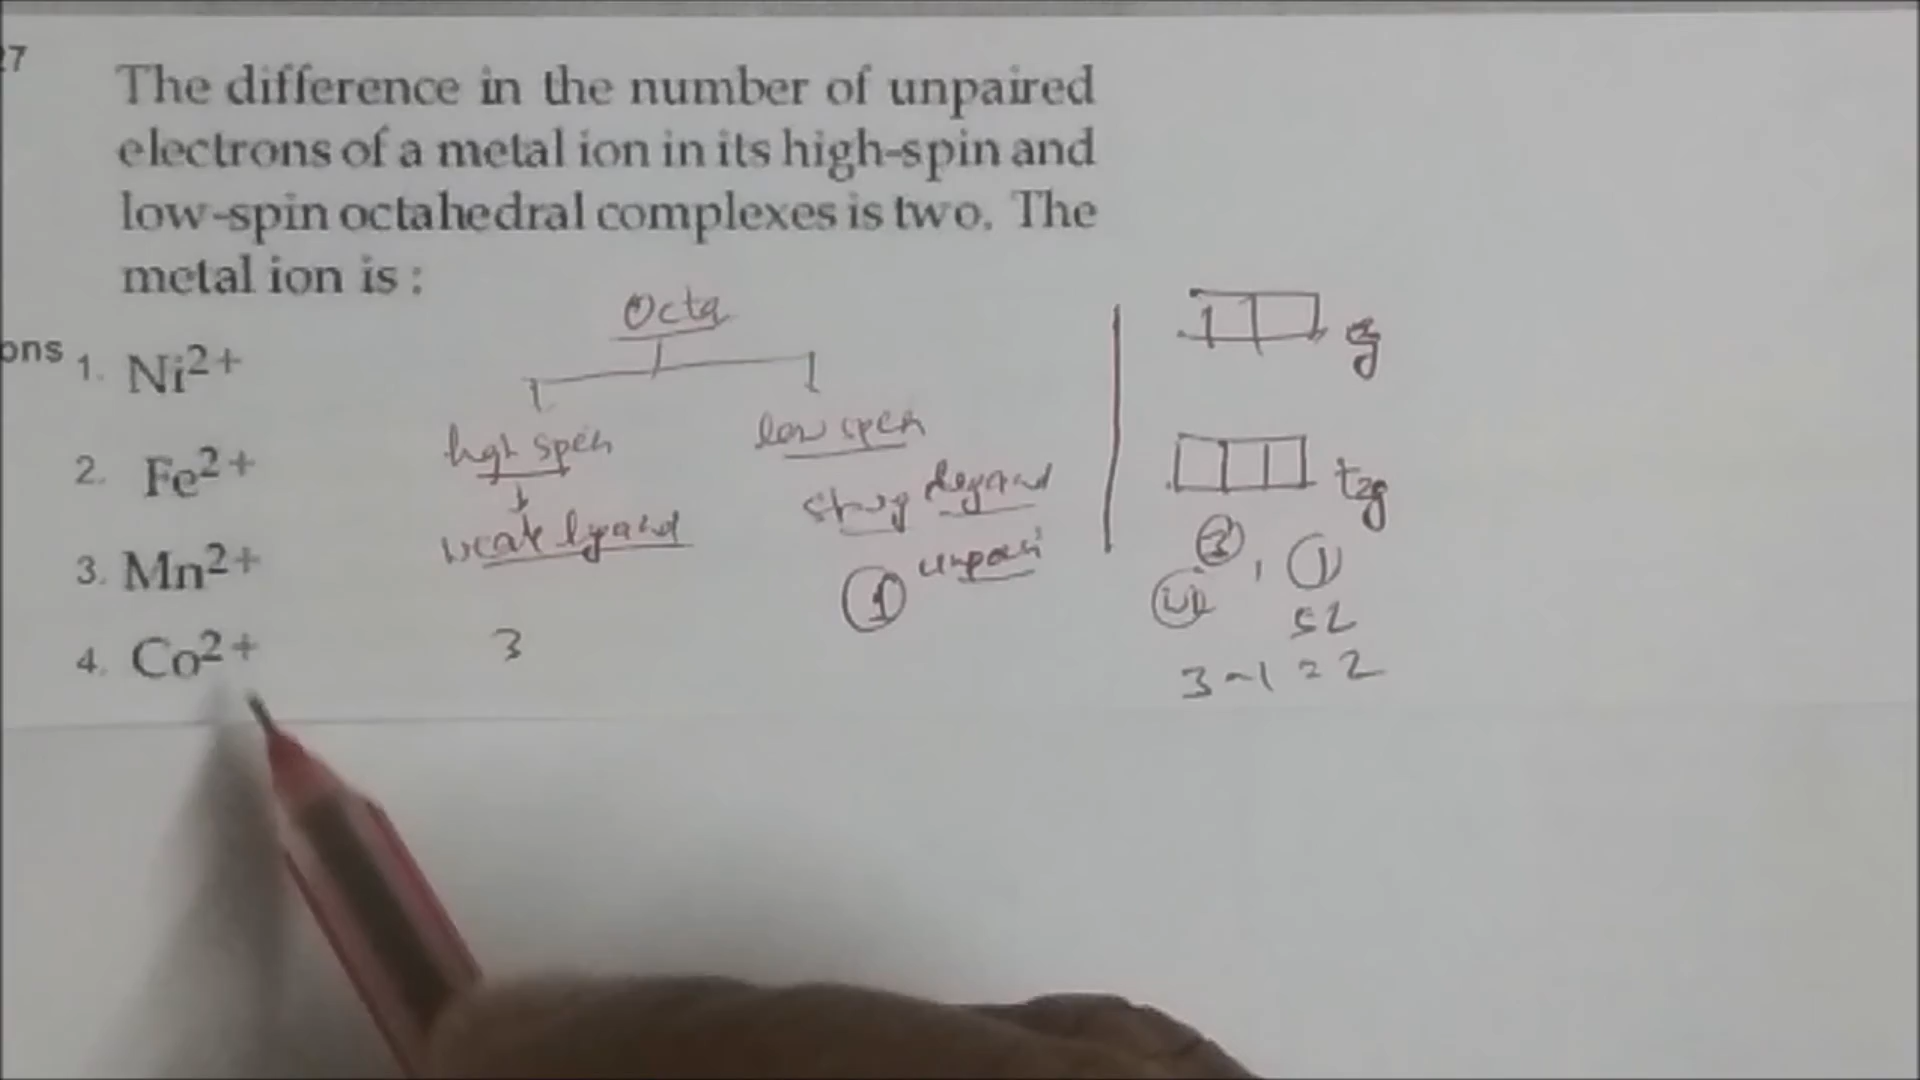 27
The difference in the number of unpaired
electrons of a metal ion in its high-spin and
low-spin octahedral complexes is two. The
metal ion is :
ons
1. Ni2+
2. Fe2+
3. Mn2+
4. Co2+
Octa
high spin
low spin
weak ligand
strong ligand
1
3
eg
t2g
3 , 1
3 - 1 = 2